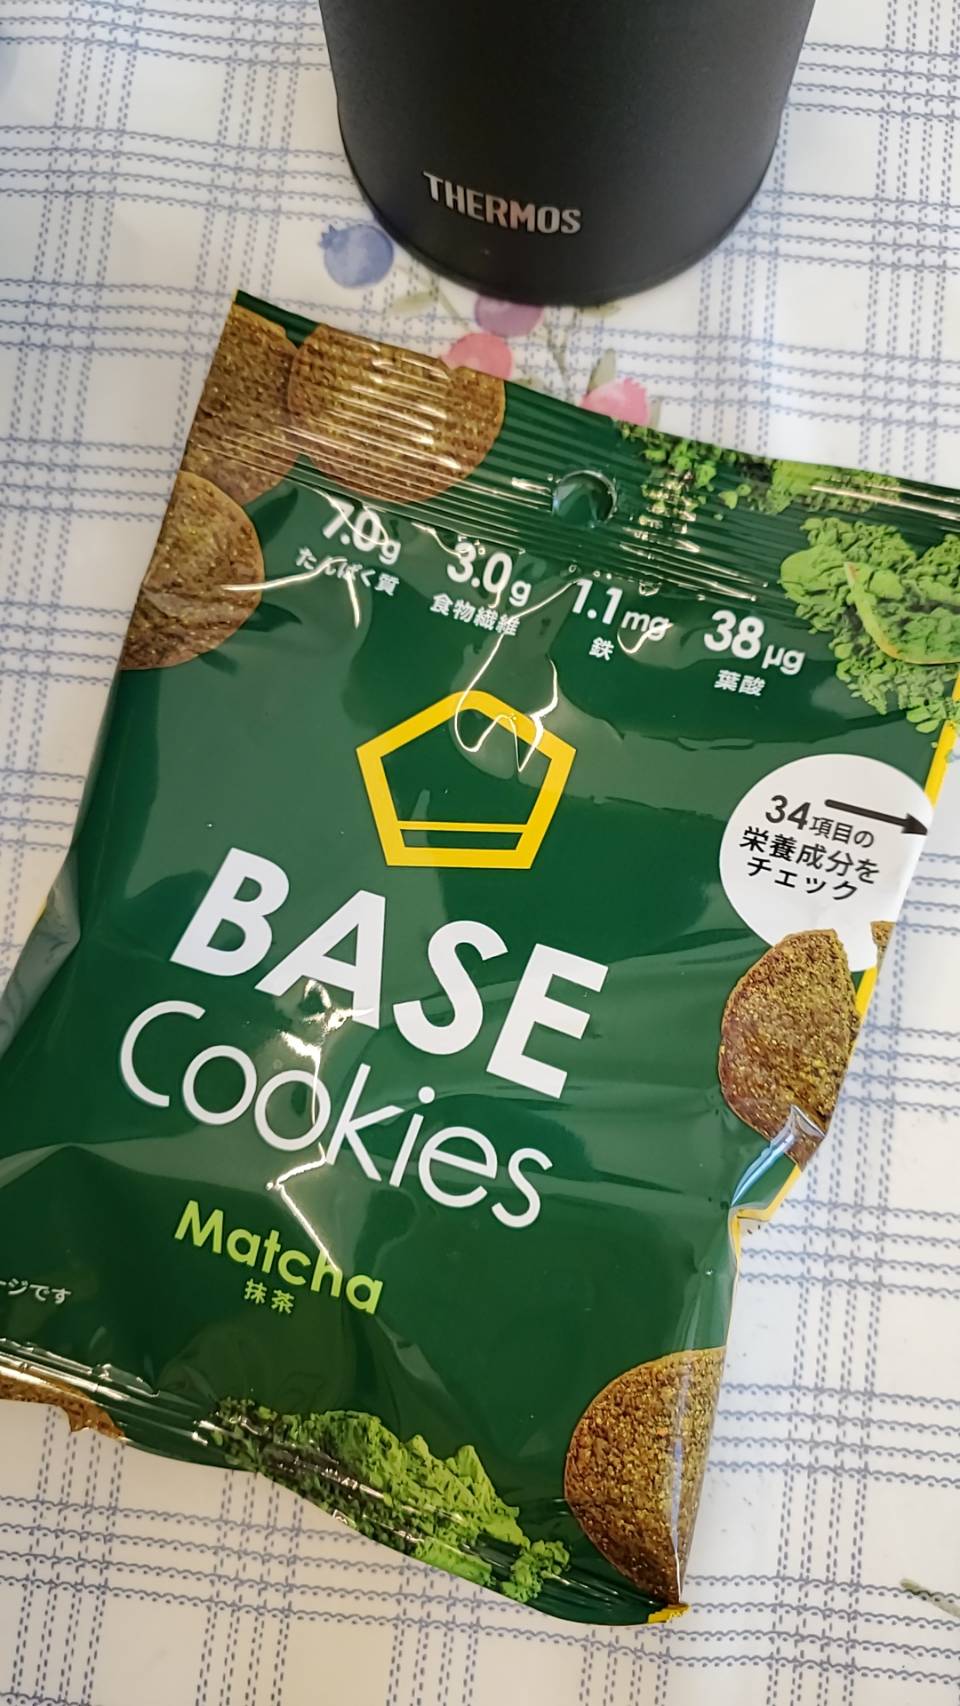 THERMOS
7.0g 3.0g 1.1mg 38μg
たんぱく質 食物繊維 鉄 葉酸
34項目の
栄養成分を
チェック
BASE
Cookies
Matcha
抹茶
ージです